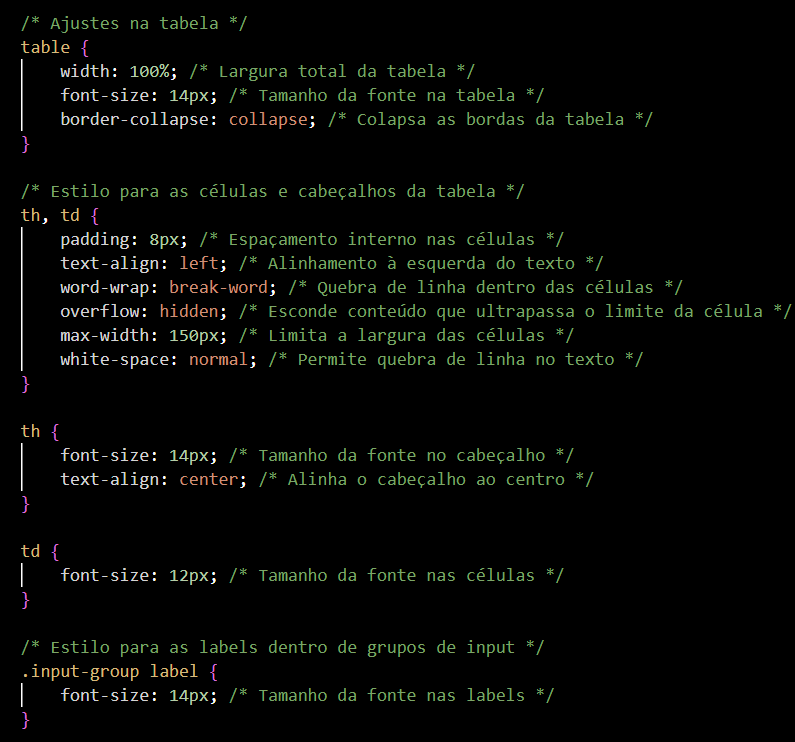 /* Ajustes na tabela */
table {
    width: 100%; /* Largura total da tabela */
    font-size: 14px; /* Tamanho da fonte na tabela */
    border-collapse: collapse; /* Colapsa as bordas da tabela */
}

/* Estilo para as células e cabeçalhos da tabela */
th, td {
    padding: 8px; /* Espaçamento interno nas células */
    text-align: left; /* Alinhamento à esquerda do texto */
    word-wrap: break-word; /* Quebra de linha dentro das células */
    overflow: hidden; /* Esconde conteúdo que ultrapassa o limite da célula */
    max-width: 150px; /* Limita a largura das células */
    white-space: normal; /* Permite quebra de linha no texto */
}

th {
    font-size: 14px; /* Tamanho da fonte no cabeçalho */
    text-align: center; /* Alinha o cabeçalho ao centro */
}

td {
    font-size: 12px; /* Tamanho da fonte nas células */
}

/* Estilo para as labels dentro de grupos de input */
.input-group label {
    font-size: 14px; /* Tamanho da fonte nas labels */
}